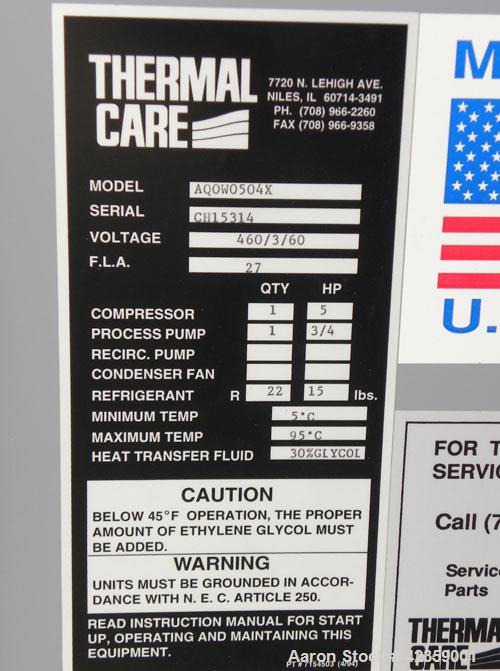 THERMAL
CARE
7720 N. LEHIGH AVE.
NILES, IL 60714-3491
PH. (708) 966-2260
FAX (708) 966-9358
MODEL AQOWO504X
SERIAL CH15314
VOLTAGE 460/3/60
F.L.A. 27
QTY HP
COMPRESSOR 1 5
PROCESS PUMP 1 3/4
RECIRC. PUMP
CONDENSER FAN
REFRIGERANT R 22 15 lbs.
MINIMUM TEMP 5°C
MAXIMUM TEMP 95°C
HEAT TRANSFER FLUID 30%GLYCOL
CAUTION
BELOW 45°F OPERATION, THE PROPER
AMOUNT OF ETHYLENE GLYCOL MUST
BE ADDED.
WARNING
UNITS MUST BE GROUNDED IN ACCOR-
DANCE WITH N. E. C. ARTICLE 250.
READ INSTRUCTION MANUAL FOR START
UP, OPERATING AND MAINTAINING THIS
EQUIPMENT.
M
U.
FOR T
SERVIC
Call (7
Service
Parts
THERMA
Aaron Stock